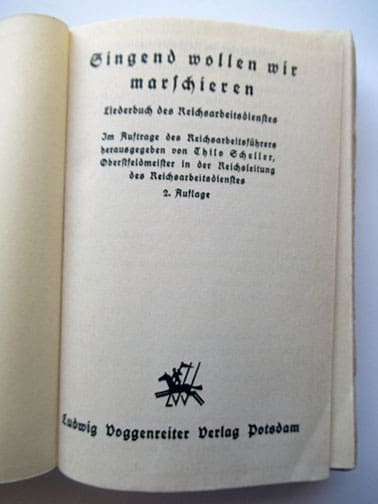 Singend wollen wir
marschieren
Liederbuch des Reichsarbeitsdienstes
Im Auftrage des Reichsarbeitsführers
herausgegeben von Thilo Scheller,
Oberstfeldmeister in der Reichsleitung
des Reichsarbeitsdienstes
2. Auflage
Ludwig Voggenreiter Verlag Potsdam